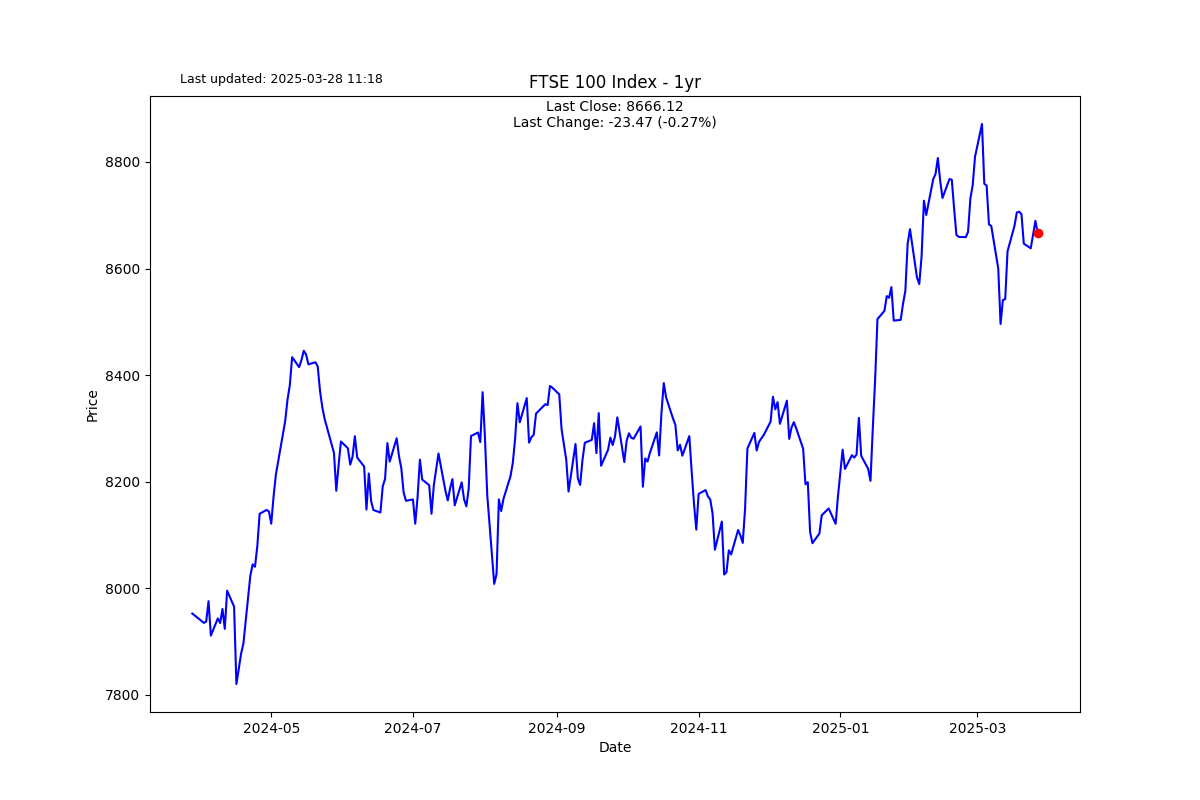 Last updated: 2025-03-28 11:18
FTSE 100 Index - 1yr
Last Close: 8666.12
Last Change: -23.47 (-0.27%)
8800
8600
8400
8200
8000
7800
Price
2024-05
2024-07
2024-09
2024-11
2025-01
2025-03
Date